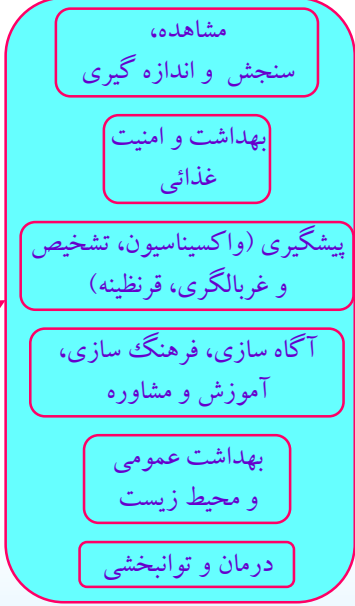 مشاهده،
سنجش و اندازه گیری
بهداشت و امنیت
غذائی
پیشگیری (واکسیناسیون، تشخیص
و غربالگری، قرنظینه)
آگاه سازی، فرهنگ سازی،
آموزش و مشاوره
بهداشت عمومی
و محیط زیست
درمان و توانبخشی